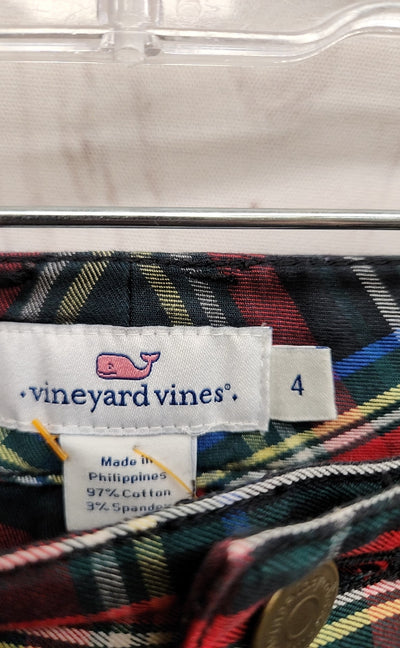 vineyard vines®
4
Made in
Philippines
97% Cotton
3% Spandex